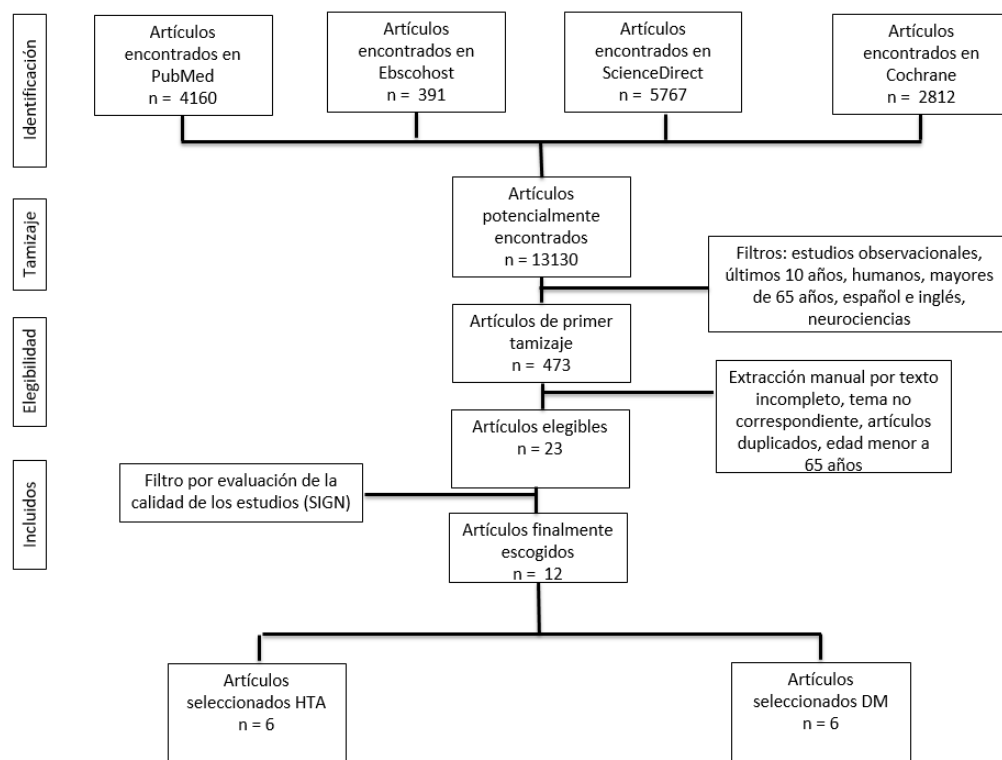 Identificación
Artículos
encontrados en
PubMed
n = 4160
Artículos
encontrados en
Ebscohost
n = 391
Artículos
encontrados en
ScienceDirect
n = 5767
Artículos
encontrados en
Cochrane
n = 2812
Tamizaje
Artículos
potencialmente
encontrados
n = 13130
Filtros: estudios observacionales,
últimos 10 años, humanos, mayores
de 65 años, español e inglés,
neurociencias
Elegibilidad
Artículos de primer
tamizaje
n = 473
Extracción manual por texto
incompleto, tema no
correspondiente, artículos
duplicados, edad menor a
65 años
Artículos elegibles
n = 23
Incluidos
Filtro por evaluación de la
calidad de los estudios (SIGN)
Artículos finalmente
escogidos
n = 12
Artículos
seleccionados HTA
n = 6
Artículos
seleccionados DM
n = 6